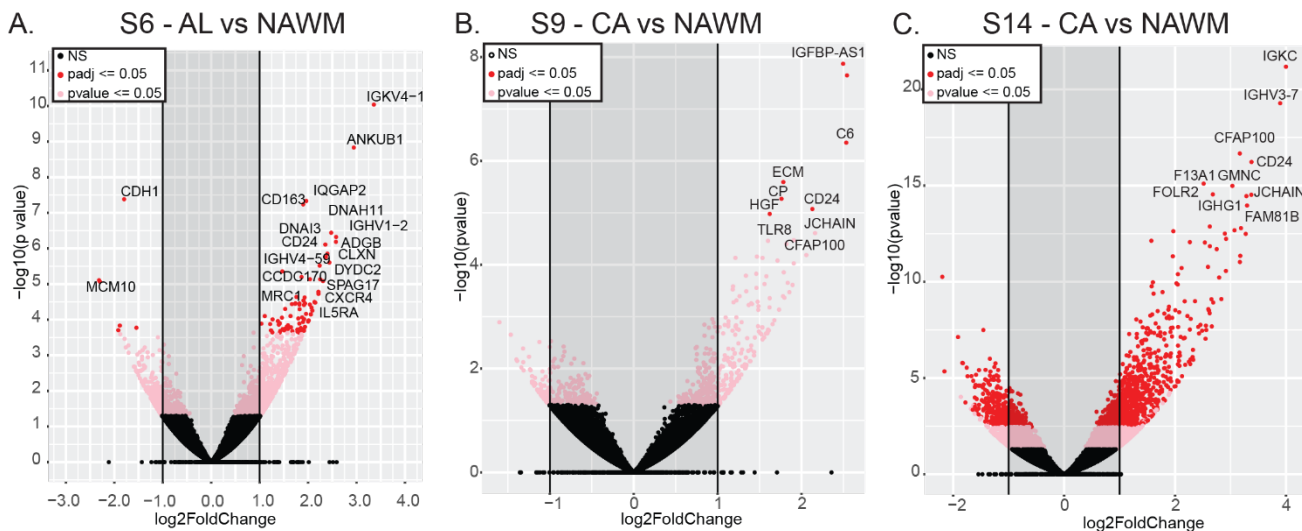 A. S6 - AL vs NAWM
NS
padj <= 0.05
pvalue <= 0.05
IGKV4−1
ANKUB1
CDH1
CD163
IQGAP2
DNAH11
DNAI3
IGHV1−2
CD24
ADGB
CLXN
IGHV4−59
DYDC2
CCDC170
SPAG17
MCM10
MRC1
CXCR4
IL5RA
−log10(p value)
11
10
9
8
7
6
5
4
3
2
1
0
−3.0 −2.0 −1.0 0.0 1.0 2.0 3.0 4.0
log2FoldChange
B. S9 - CA vs NAWM
NS
padj <= 0.05
pvalue <= 0.05
IGFBP-AS1
C6
ECM
CP
CD24
HGF
JCHAIN
TLR8
CFAP100
−log10(pvalue)
8
6
4
2
0
−1 0 1 2
log2FoldChange
C. S14 - CA vs NAWM
NS
padj <= 0.05
pvalue <= 0.05
IGKC
IGHV3-7
CFAP100
CD24
F13A1 GMNC
FOLR2
JCHAIN
IGHG1
FAM81B
−log10(pvalue)
20
15
10
5
0
−2 0 2 4
log2FoldChange